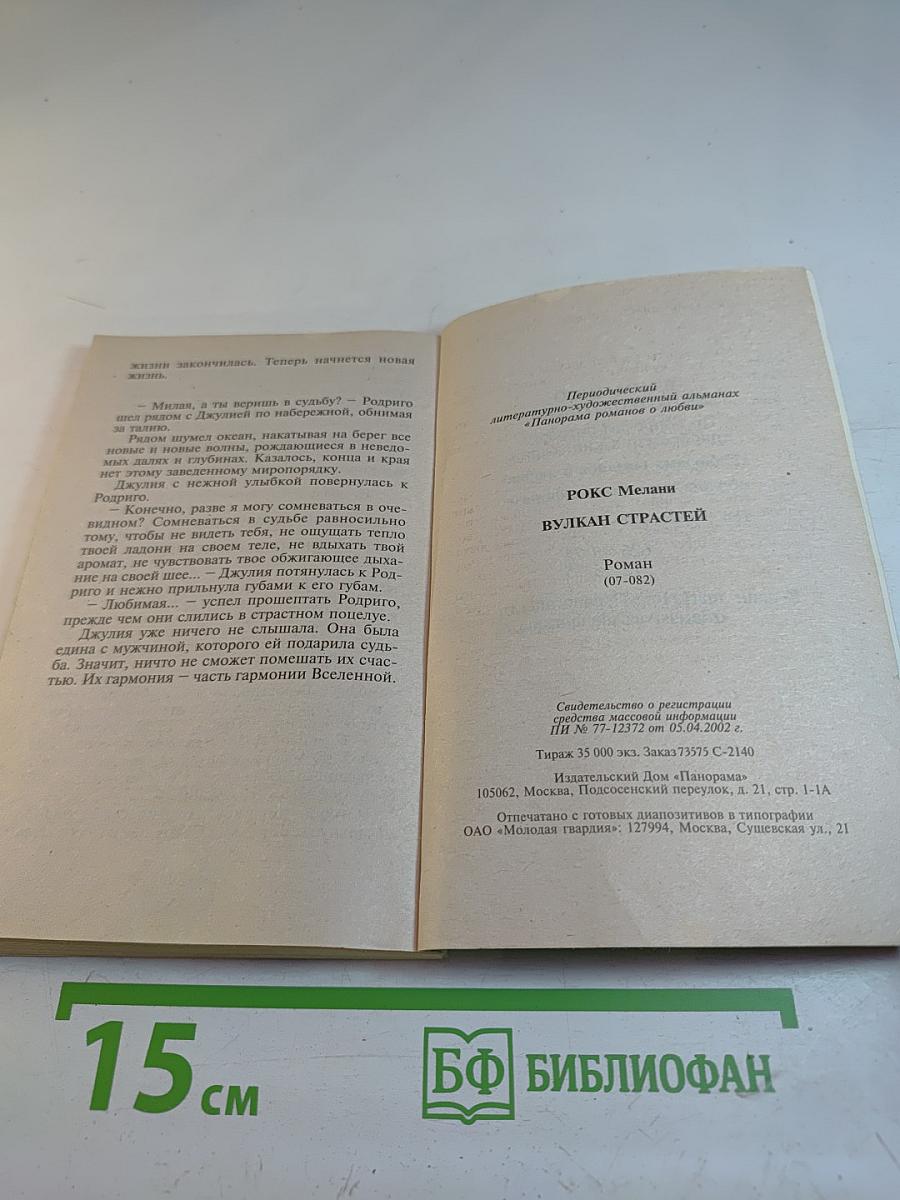 жизни закончилась. Теперь начнется новая
жизнь.
— Милая, а ты веришь в судьбу? — Родриго
шел рядом с Джулией по набережной, обнимая
за талию.
Рядом шумел океан, накатывая на берег все
новые и новые волны, рождающиеся в неведо-
мых далях и глубинах. Казалось, конца и края
нет этому заведенному миропорядку.
Джулия с нежной улыбкой повернулась к
Родриго.
— Конечно, разве я могу сомневаться в оче-
видном? Сомневаться в судьбе равносильно
тому, чтобы не видеть тебя, не ощущать тепло
твоей ладони на своем теле, не вдыхать твой
аромат, не чувствовать твое обжигающее дыха-
ние на своей шее... — Джулия потянулась к Род-
риго и нежно прильнула губами к его губам.
— Любимая... — успел прошептать Родриго,
прежде чем они слились в страстном поцелуе.
Джулия уже ничего не слышала. Она была
едина с мужчиной, которого ей подарила судь-
ба. Значит, ничто не сможет помешать их счас-
тью. Их гармония — часть гармонии Вселенной.
Периодический
литературно-художественный альманах
«Панорама романов о любви»
РОКС Мелани
ВУЛКАН СТРАСТЕЙ
Роман
(07-082)
Свидетельство о регистрации
средства массовой информации
ПИ № 77-12372 от 05.04.2002 г.
Тираж 35 000 экз. Заказ 73575 С-2140
Издательский Дом «Панорама»
105062, Москва, Подсосенский переулок, д. 21, стр. 1-1А
Отпечатано с готовых диапозитивов в типографии
ОАО «Молодая гвардия»: 127994, Москва, Сущевская ул., 21
15 см
БФ БИБЛИОФАН